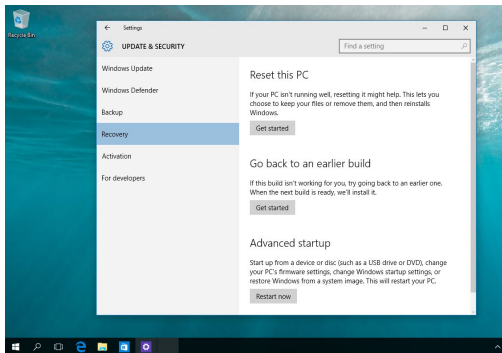 Recycle Bin
Settings
UPDATE & SECURITY
Find a setting
Windows Update
Windows Defender
Backup
Recovery
Activation
For developers
Reset this PC
If your PC isn't running well, resetting it might help. This lets you
choose to keep your files or remove them, and then reinstalls
Windows.
Get started
Go back to an earlier build
If this build isn't working for you, try going back to an earlier one.
When the next build is ready, we'll install it.
Get started
Advanced startup
Start up from a device or disc (such as a USB drive or DVD), change
your PC's firmware settings, change Windows startup settings, or
restore Windows from a system image. This will restart your PC.
Restart now